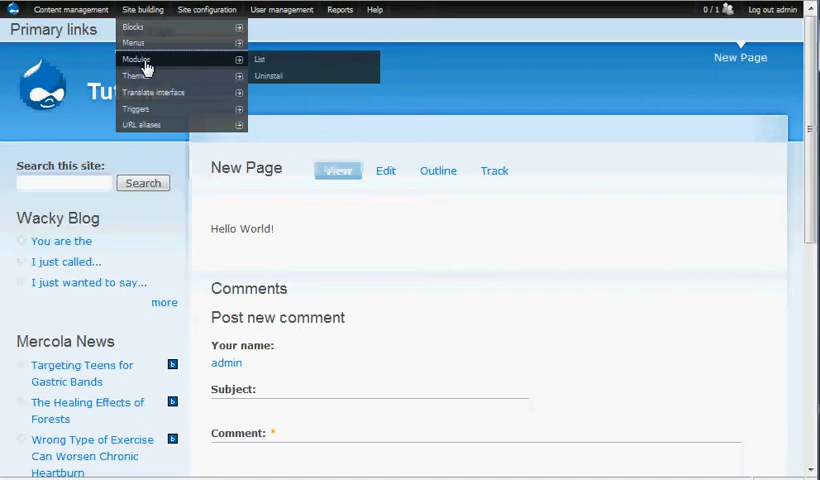 Content management Site building Site configuration User management Reports Help 0 / 1 Log out admin
Primary links
Blocks
Menus
Modules
List
Uninstall
Translate interface
Triggers
URL aliases
New Page
Search this site:
Search
Wacky Blog
You are the
I just called...
I just wanted to say...
more
Mercola News
Targeting Teens for
Gastric Bands
The Healing Effects of
Forests
Wrong Type of Exercise
Can Worsen Chronic
Heartburn
New Page View Edit Outline Track
Hello World!
Comments
Post new comment
Your name:
admin
Subject:
Comment: *